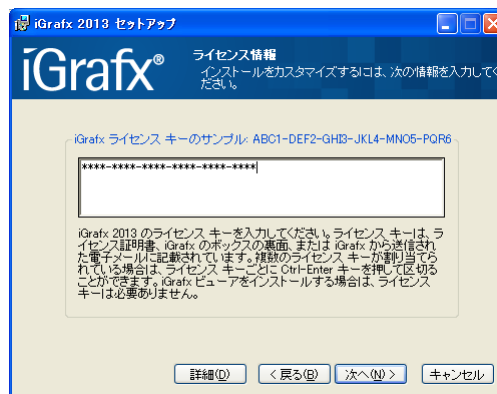 iGrafx 2013 セットアップ
iGrafx®
ライセンス情報
インストールをカスタマイズするには、次の情報を入力してく
ださい。
iGrafx ライセンス キーのサンプル: ABC1-DEF2-GHI3-JKL4-MNO5-PQR6
****-****-****-****-****-****
iGrafx 2013 のライセンス キーを入力してください。ライセンス キーは、ラ
イセンス証明書、iGrafx のボックスの裏面、または iGrafx から送信され
た電子メールに記載されています。複数のライセンス キーが割り当てら
れている場合は、ライセンス キーごとに Ctrl-Enter キーを押して区切る
ことができます。iGrafx ビューアをインストールする場合は、ライセンス
キーは必要ありません。
詳細(D) < 戻る(B) 次へ(N) > キャンセル